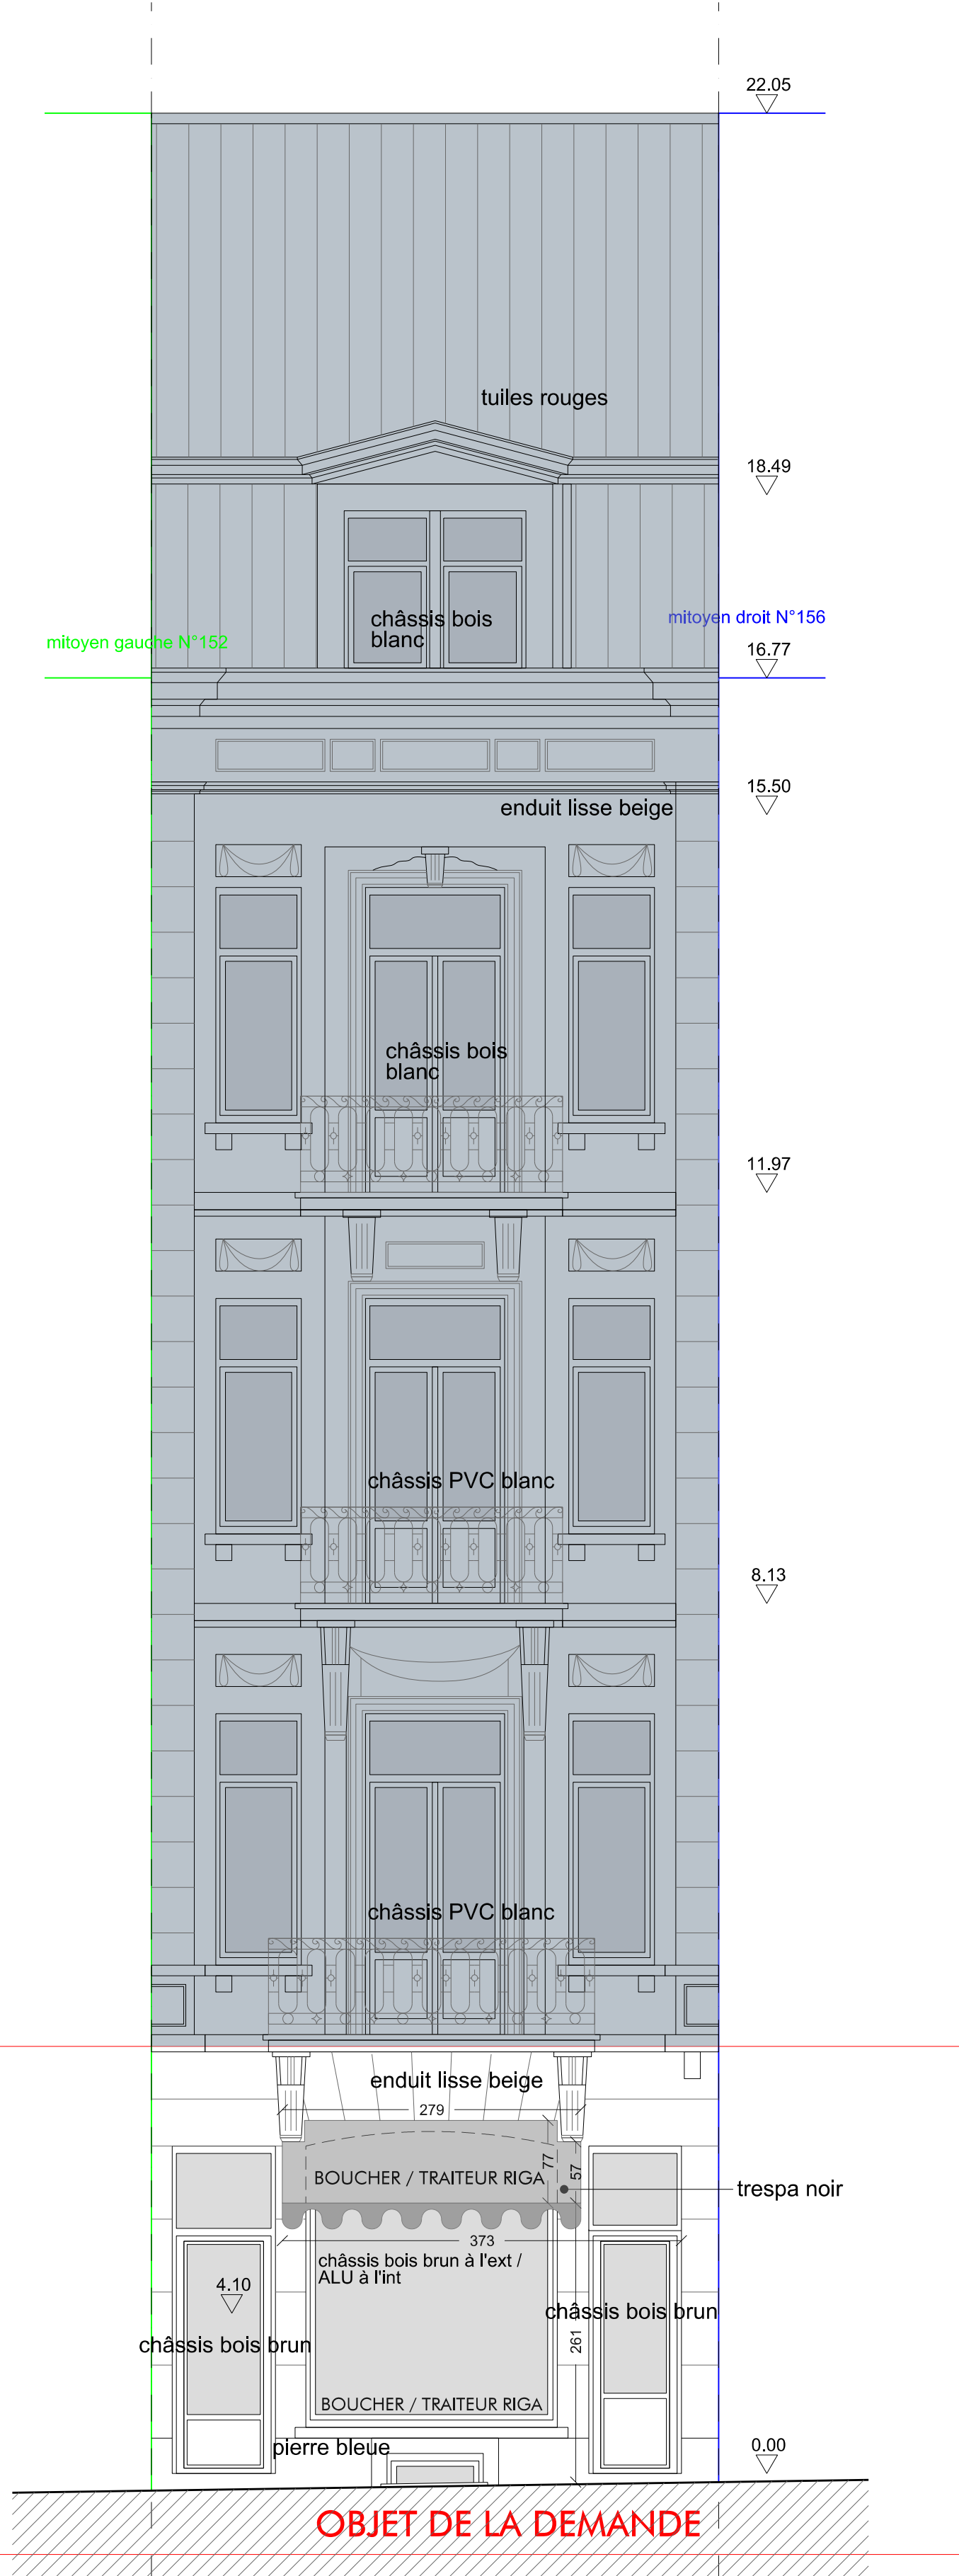 22.05
tuiles rouges
18.49
châssis bois
blanc
mitoyen droit N°156
mitoyen gauche N°152
16.77
15.50
enduit lisse beige
châssis bois
blanc
11.97
châssis PVC blanc
8.13
châssis PVC blanc
enduit lisse beige
279
77
57
BOUCHER / TRAITEUR RIGA
trespa noir
373
châssis bois brun à l'ext /
ALU à l'int
4.10
châssis bois brun
261
châssis bois brun
BOUCHER / TRAITEUR RIGA
pierre bleue
0.00
OBJET DE LA DEMANDE